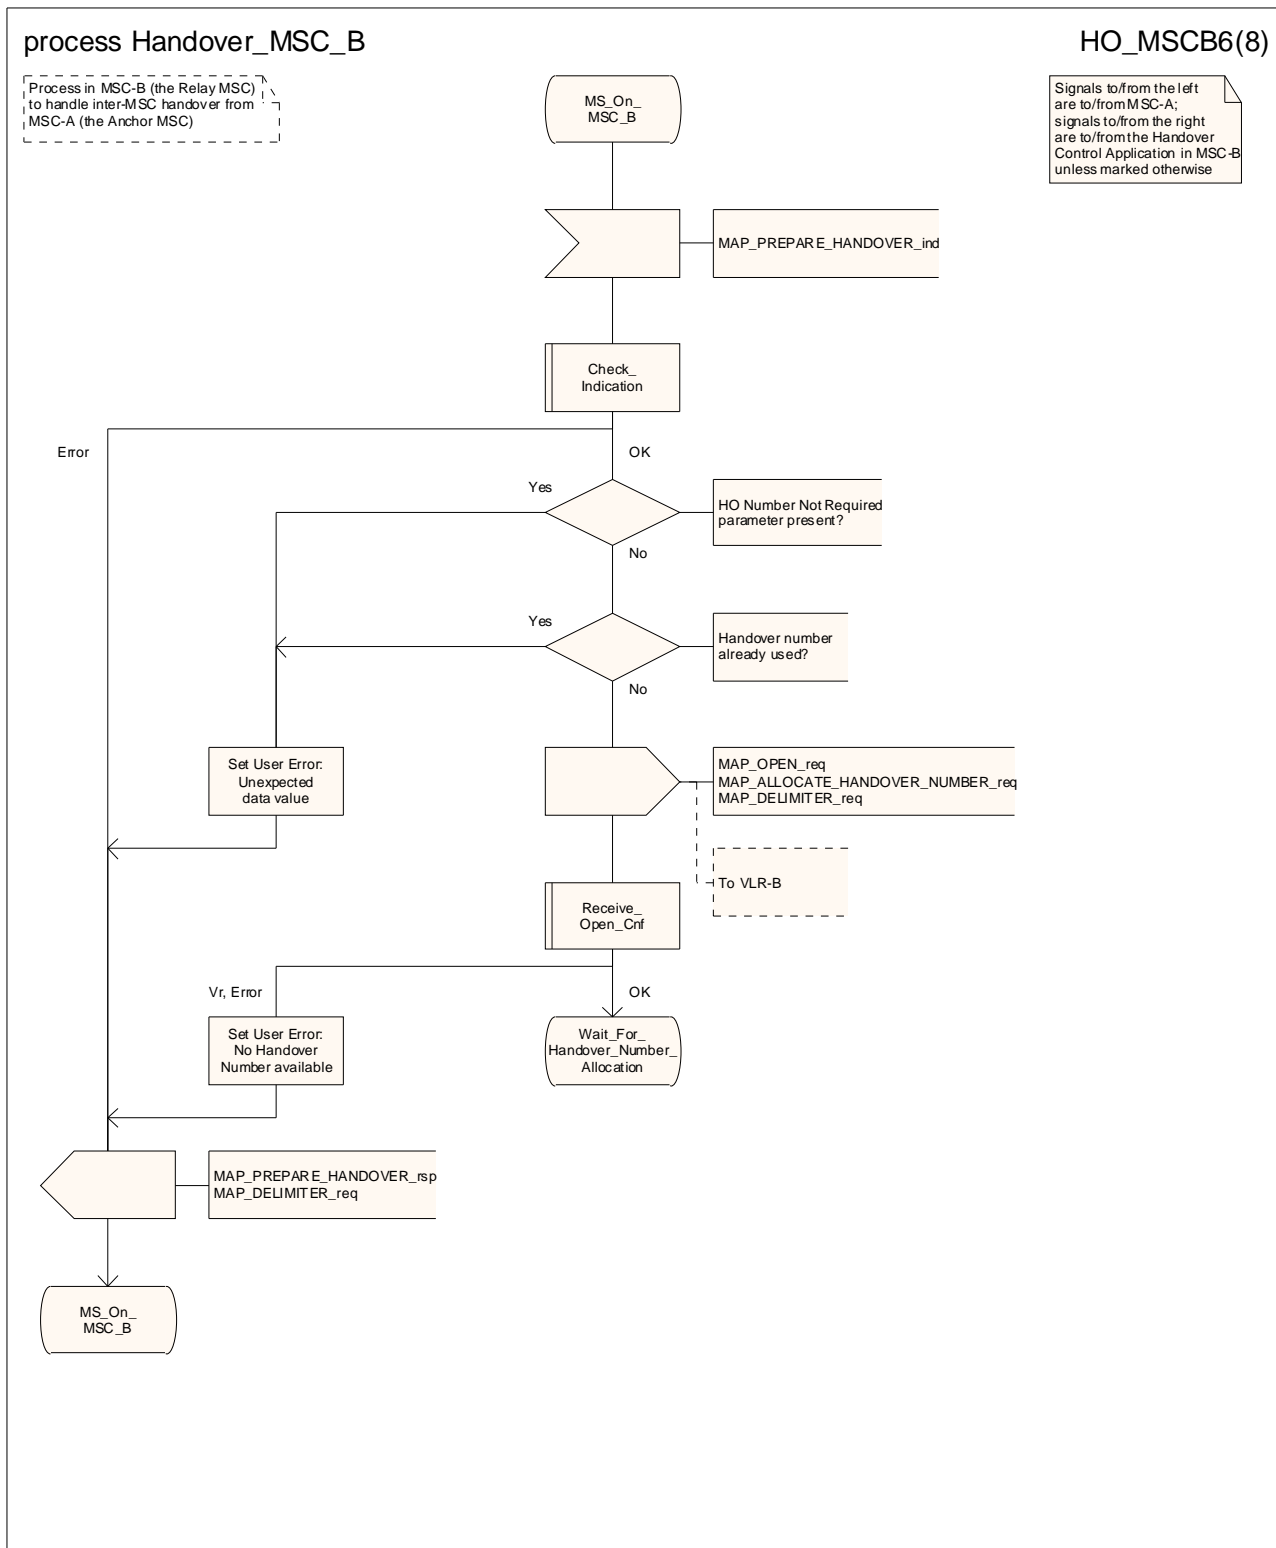 process Handover_MSC_B
HO_MSCB6(8)
Process in MSC-B (the Relay MSC)
to handle inter-MSC handover from
MSC-A (the Anchor MSC)
MS_On_
MSC_B
Signals to/from the left
are to/from MSC-A;
signals to/from the right
are to/from the Handover
Control Application in MSC-B
unless marked otherwise
MAP_PREPARE_HANDOVER_ind
Check_
Indication
Error
OK
Yes
HO Number Not Required
parameter present?
No
Yes
Handover number
already used?
No
Set User Error:
Unexpected
data value
MAP_OPEN_req
MAP_ALLOCATE_HANDOVER_NUMBER_req
MAP_DELIMITER_req
To VLR-B
Receive_
Open_Cnf
Vr, Error
OK
Set User Error:
No Handover
Number available
Wait_For_
Handover_Number_
Allocation
MAP_PREPARE_HANDOVER_rsp
MAP_DELIMITER_req
MS_On_
MSC_B